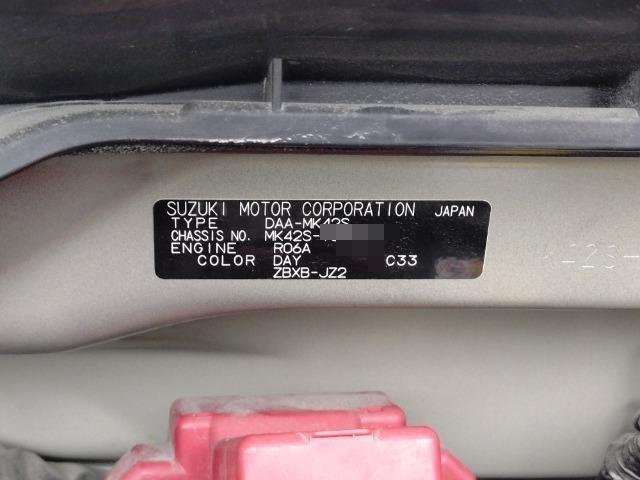 SUZUKI MOTOR CORPORATION JAPAN
TYPE DAA-MK42S
CHASSIS NO. MK42S-
ENGINE R06A
COLOR DAY C33
ZBXB-JZ2